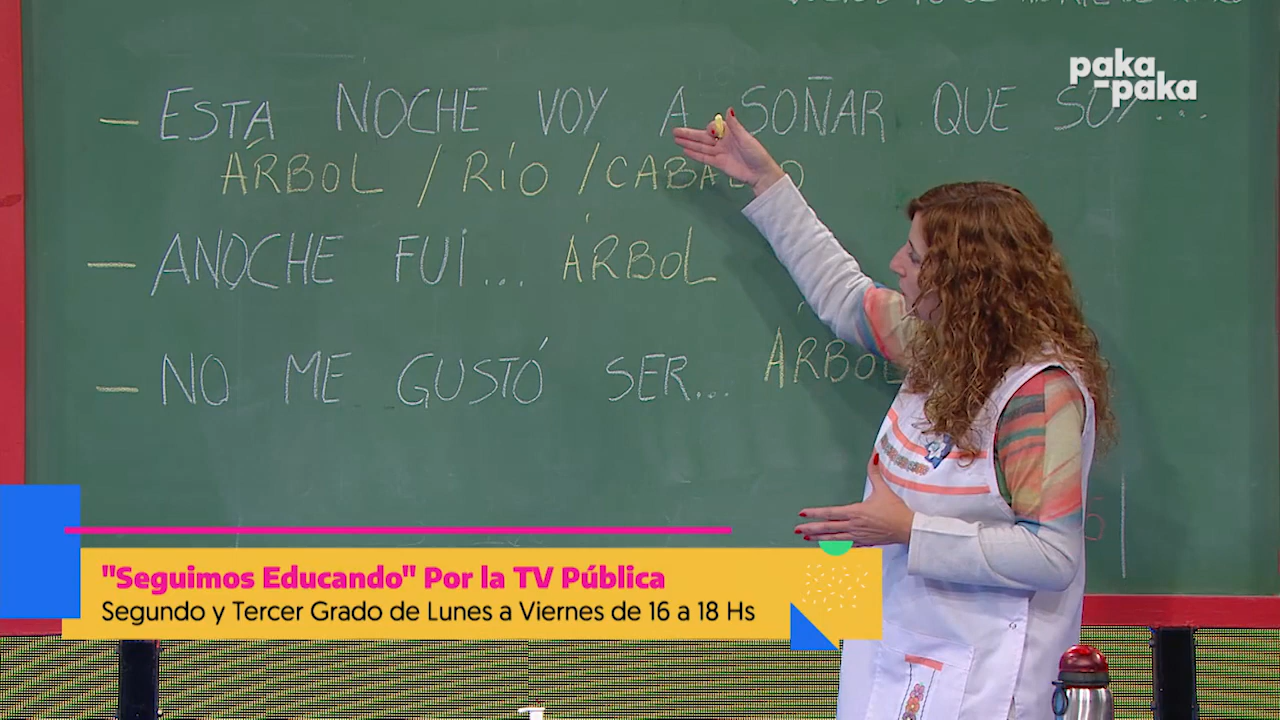 paka
-paka
— ESTA NOCHE VOY A SOÑAR QUE SOY...
ÁRBOL / RÍO / CABALLO
— ANOCHE FUÍ... ÁRBOL
— NO ME GUSTÓ SER... ÁRBOL
"Seguimos Educando" Por la TV Pública
Segundo y Tercer Grado de Lunes a Viernes de 16 a 18 Hs